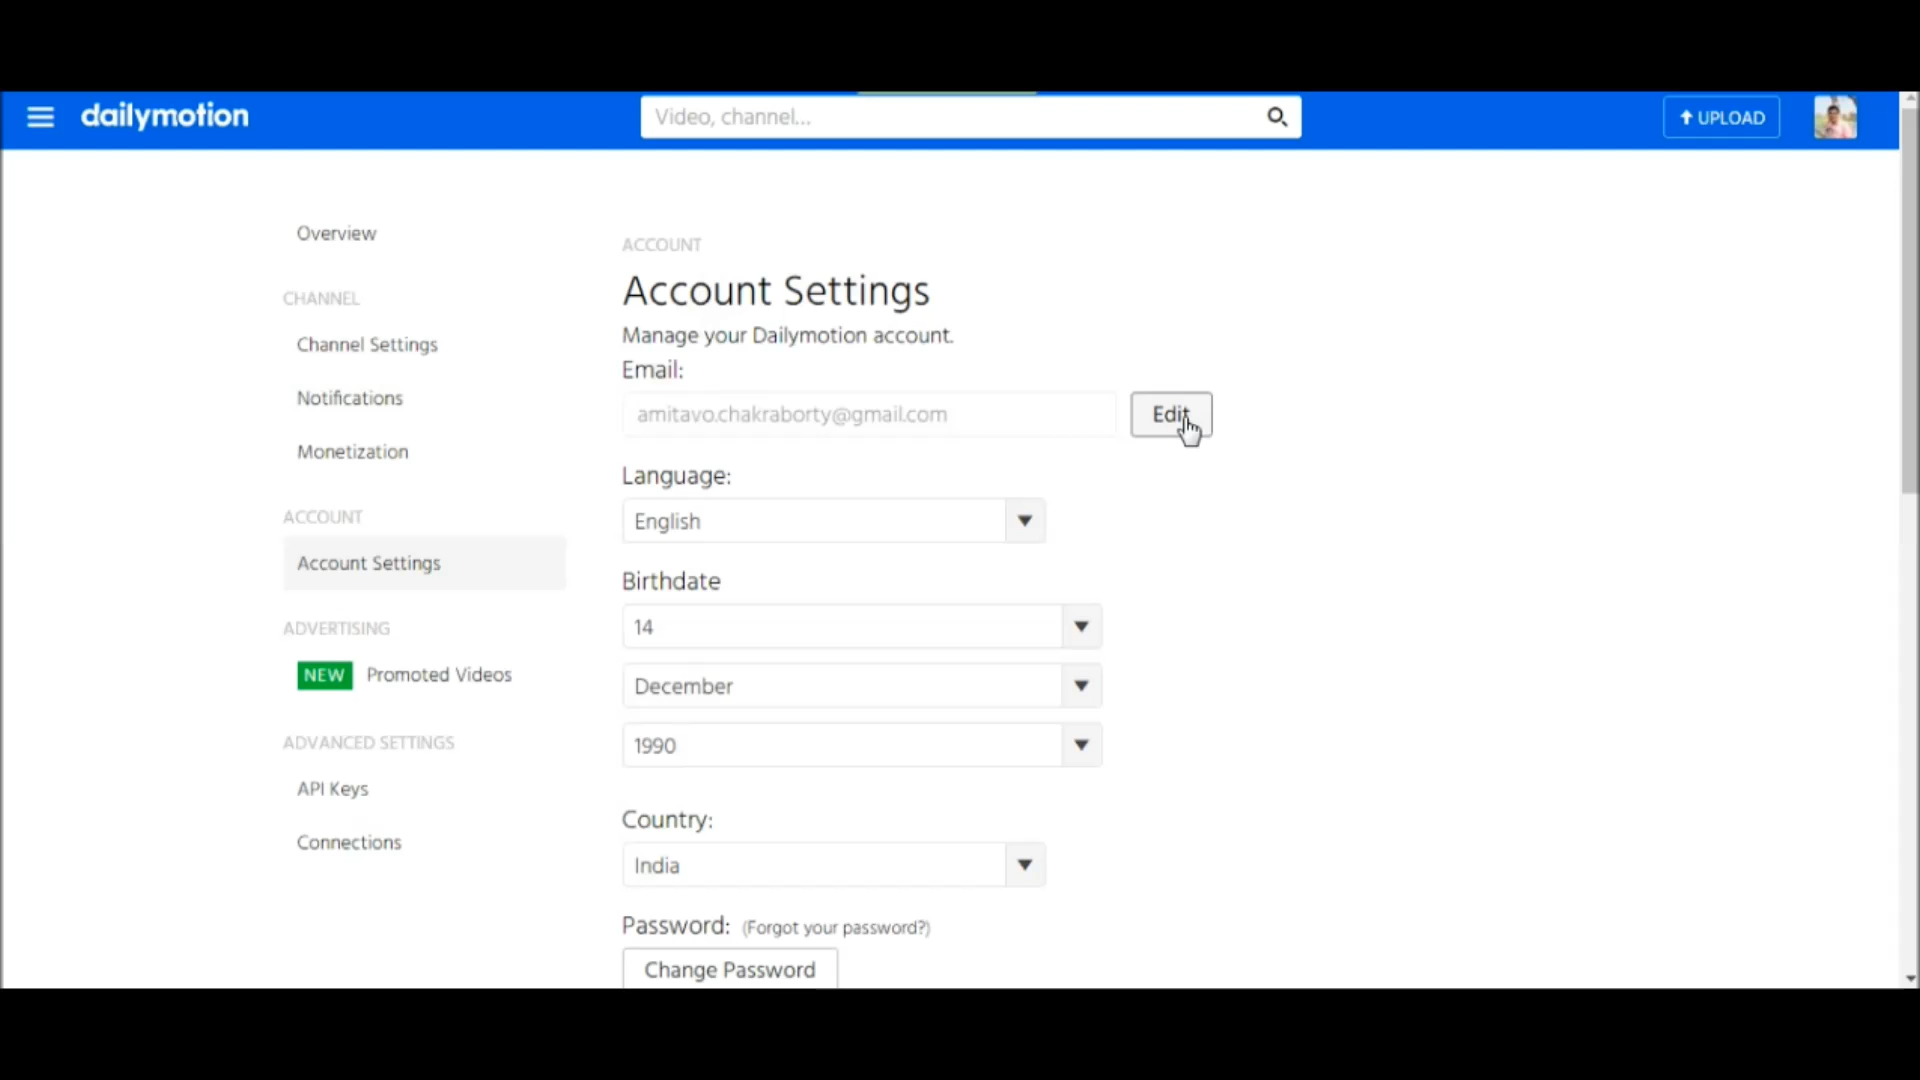 dailymotion
Video, channel...
UPLOAD
Overview
CHANNEL
Channel Settings
Notifications
Monetization
ACCOUNT
Account Settings
ADVERTISING
NEW Promoted Videos
ADVANCED SETTINGS
API Keys
Connections
ACCOUNT
Account Settings
Manage your Dailymotion account.
Email:
amitavo.chakraborty@gmail.com
Edit
Language:
English
Birthdate
14
December
1990
Country:
India
Password: (Forgot your password?)
Change Password